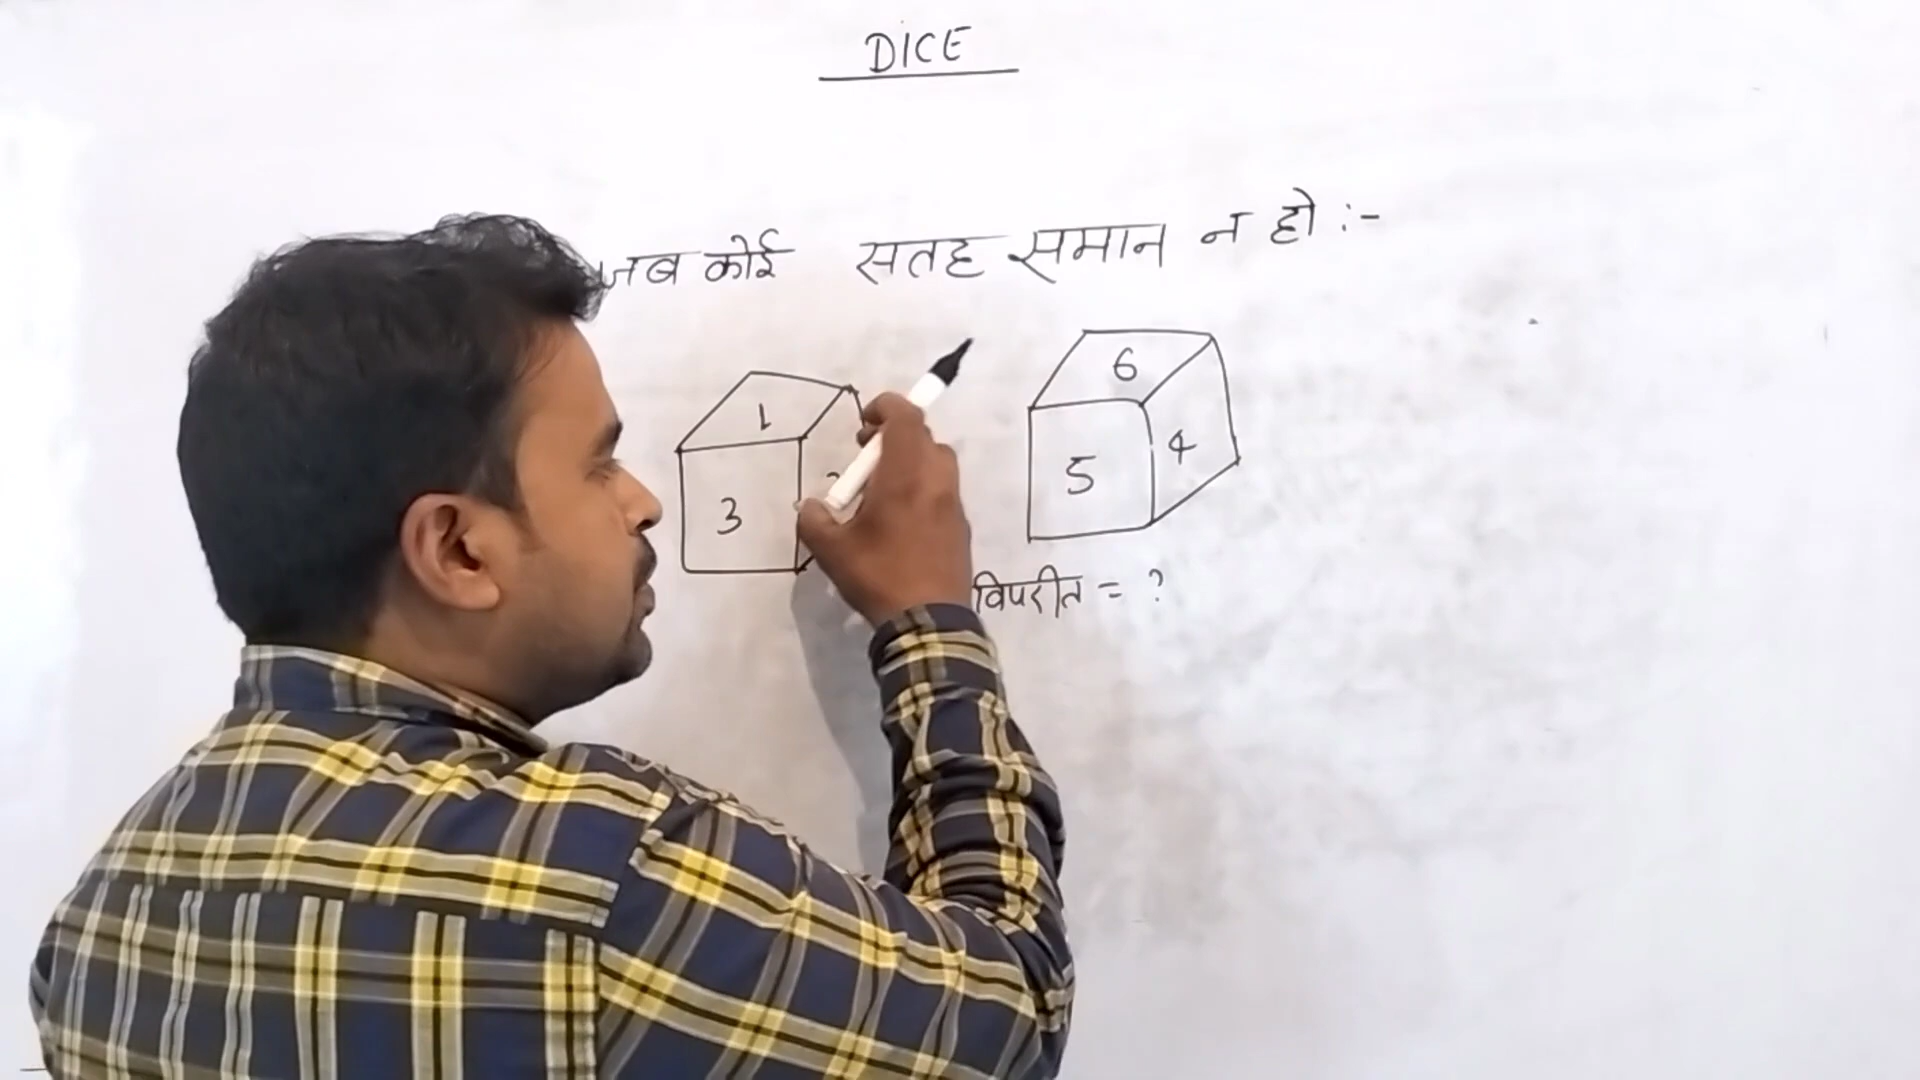 DICE
जब कोई सतह समान न हो :-
1
3
6
5 4
विपरीत = ?